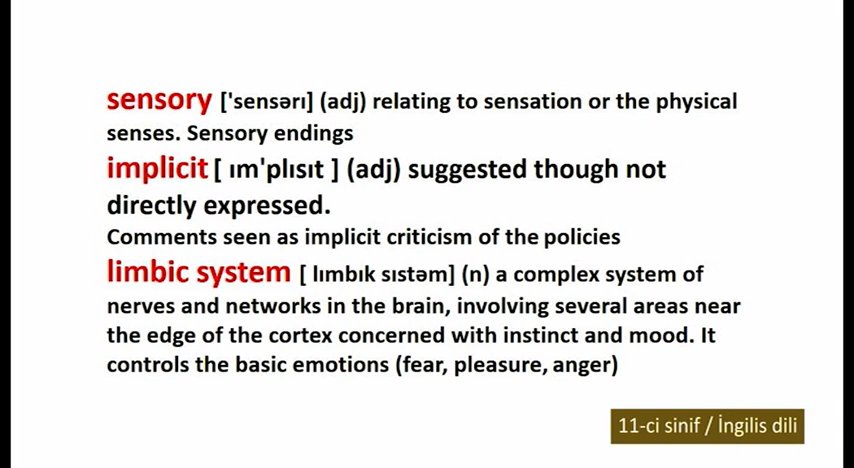 sensory ['sensərı] (adj) relating to sensation or the physical
senses. Sensory endings
implicit [ ım'plısıt ] (adj) suggested though not
directly expressed.
Comments seen as implicit criticism of the policies
limbic system [ lımbık sıstəm] (n) a complex system of
nerves and networks in the brain, involving several areas near
the edge of the cortex concerned with instinct and mood. It
controls the basic emotions (fear, pleasure, anger)
11-ci sinif / İngilis dili